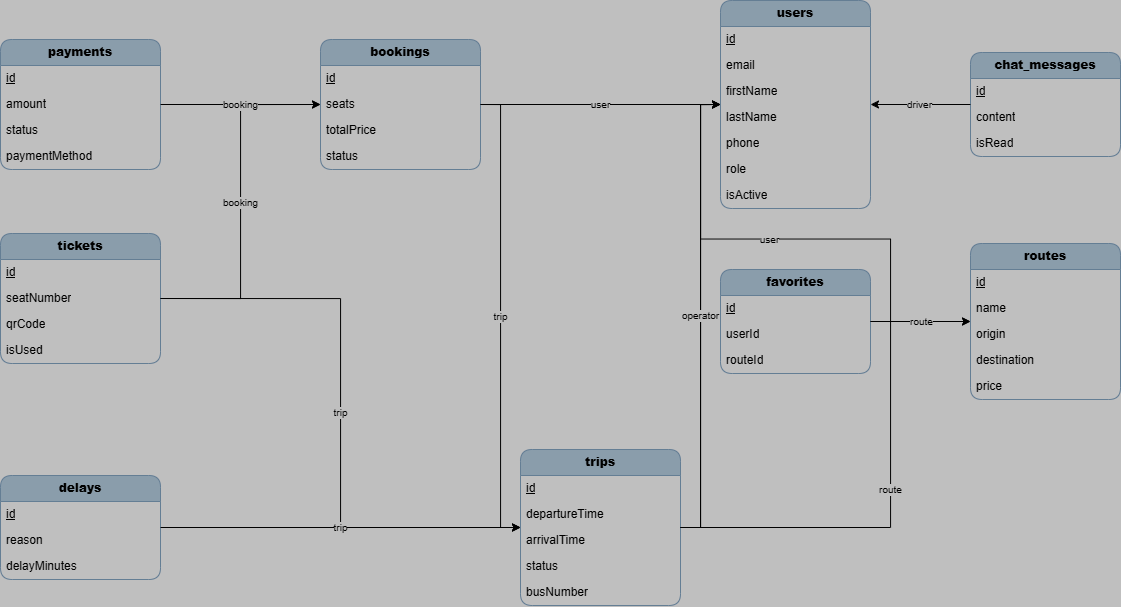 payments
id
amount
status
paymentMethod
bookings
id
seats
totalPrice
status
users
id
email
firstName
lastName
phone
role
isActive
chat_messages
id
content
isRead
booking
user
driver
booking
tickets
id
seatNumber
qrCode
isUsed
user
favorites
id
userId
routeId
routes
id
name
origin
destination
price
trip
operator
route
trip
delays
id
reason
delayMinutes
trips
id
departureTime
arrivalTime
status
busNumber
route
trip